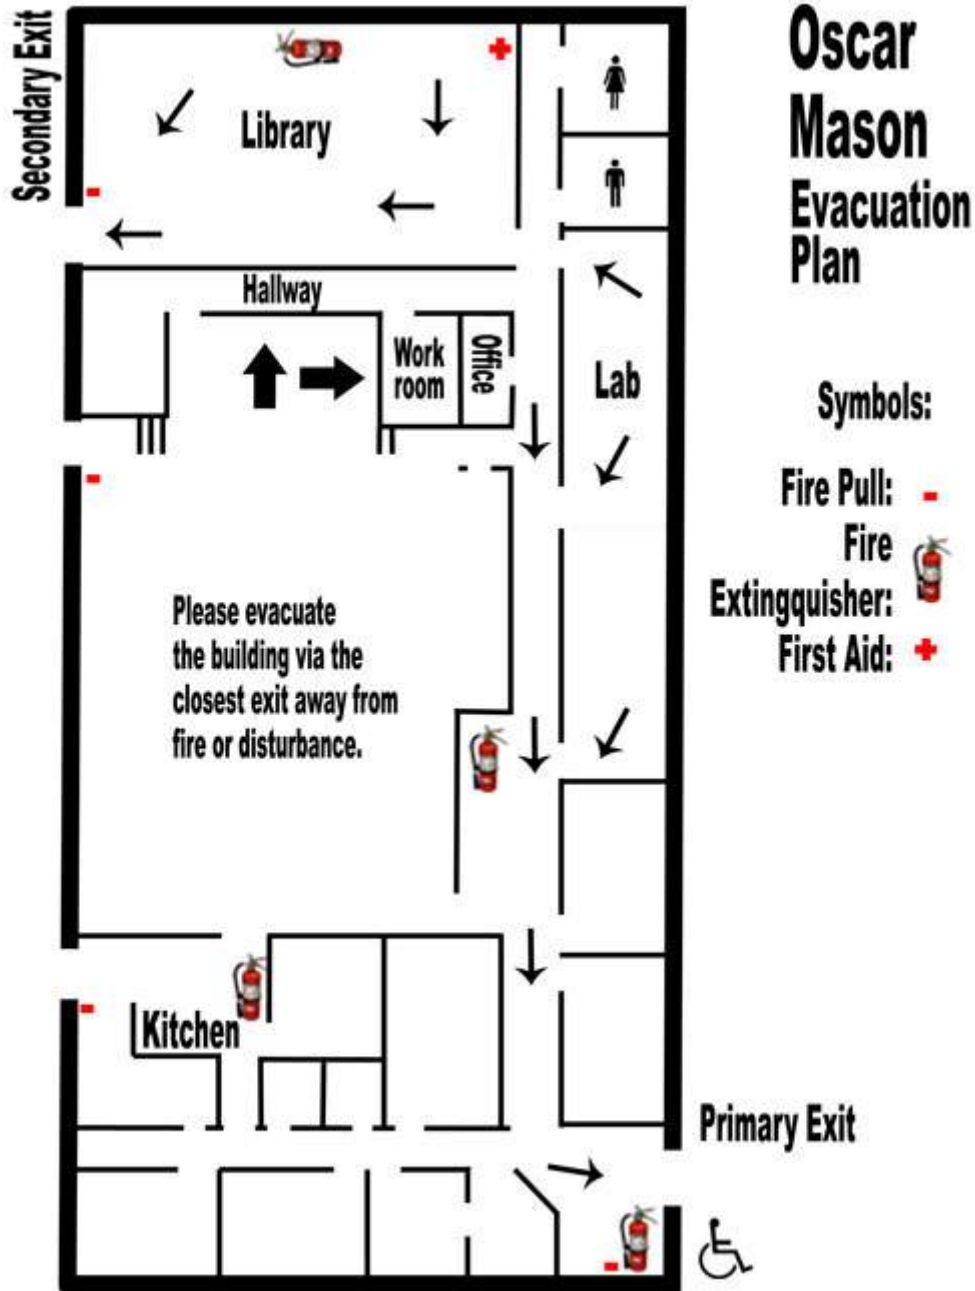 Secondary Exit
Oscar
Mason
Evacuation
Plan
Library
Hallway
Work
room
Office
Lab
Symbols:
Fire Pull:
Fire
Extingquisher:
First Aid:
Please evacuate
the building via the
closest exit away from
fire or disturbance.
Kitchen
Primary Exit